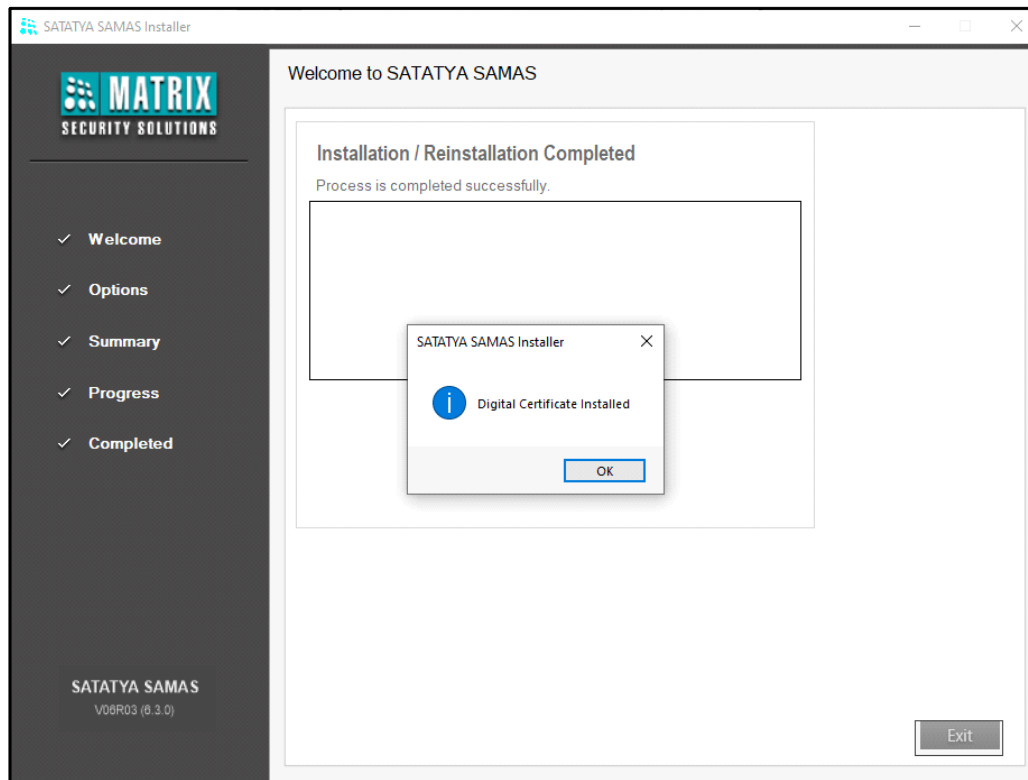 SATATYA SAMAS Installer
MATRIX
SECURITY SOLUTIONS
Welcome
Options
Summary
Progress
Completed
SATATYA SAMAS
V06R03 (6.3.0)
Welcome to SATATYA SAMAS
Installation / Reinstallation Completed
Process is completed successfully.
SATATYA SAMAS Installer
Digital Certificate Installed
OK
Exit